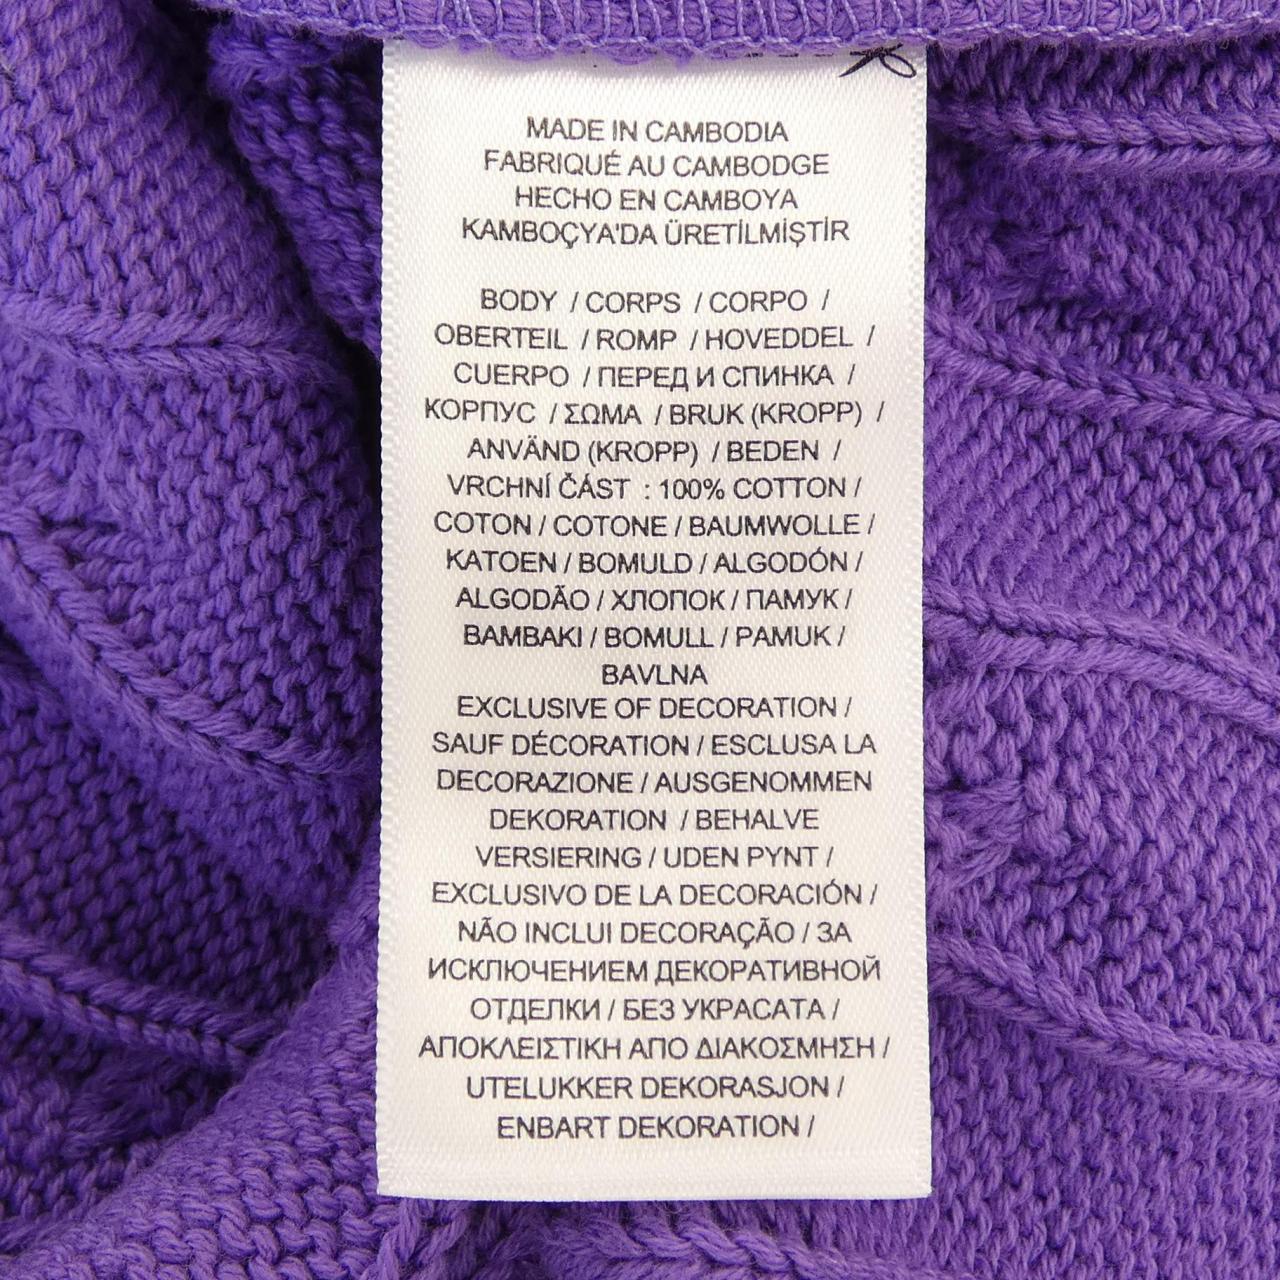 MADE IN CAMBODIA
FABRIQUÉ AU CAMBODGE
HECHO EN CAMBOYA
KAMBOÇYA'DA ÜRETİLMİŞTİR
BODY / CORPS / CORPO /
OBERTEIL / ROMP / HOVEDDEL /
CUERPO / ПЕРЕД И СПИНКА /
КОРПУС / ΣΩΜΑ / BRUK (KROPP) /
ANVÄND (KROPP) / BEDEN /
VRCHNÍ ČÁST : 100% COTTON /
COTON / COTONE / BAUMWOLLE /
KATOEN / BOMULD / ALGODÓN /
ALGODÃO / ХЛОПОК / ПАМУК /
BAMBAKI / BOMULL / PAMUK /
BAVLNA
EXCLUSIVE OF DECORATION /
SAUF DÉCORATION / ESCLUSA LA
DECORAZIONE / AUSGENOMMEN
DEKORATION / BEHALVE
VERSIERING / UDEN PYNT /
EXCLUSIVO DE LA DECORACIÓN /
NÃO INCLUI DECORAÇÃO / ЗА
ИСКЛЮЧЕНИЕМ ДЕКОРАТИВНОЙ
ОТДЕЛКИ / БЕЗ УКРАСАТА /
ΑΠΟΚΛΕΙΣΤΙΚΗ ΑΠΟ ΔΙΑΚΟΣΜΗΣΗ /
UTELUKKER DEKORASJON /
ENBART DEKORATION /